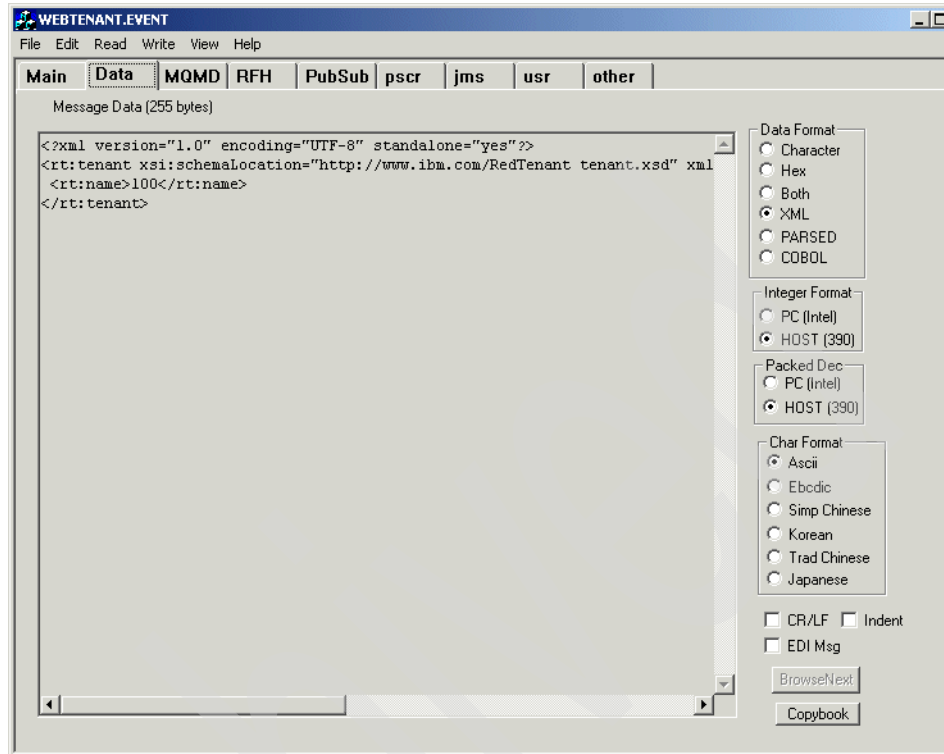 WEBTENANT.EVENT
File Edit Read Write View Help
Main Data MQMD RFH PubSub pscr jms usr other
Message Data (255 bytes)
<?xml version="1.0" encoding="UTF-8" standalone="yes"?>
<rt:tenant xsi:schemaLocation="http://www.ibm.com/RedTenant tenant.xsd" xml
<rt:name>100</rt:name>
</rt:tenant>
Data Format
Character
Hex
Both
XML
PARSED
COBOL
Integer Format
PC (Intel)
HOST (390)
Packed Dec
PC (Intel)
HOST (390)
Char Format
Ascii
Ebcdic
Simp Chinese
Korean
Trad Chinese
Japanese
CR/LF Indent
EDI Msg
BrowseNext
Copybook